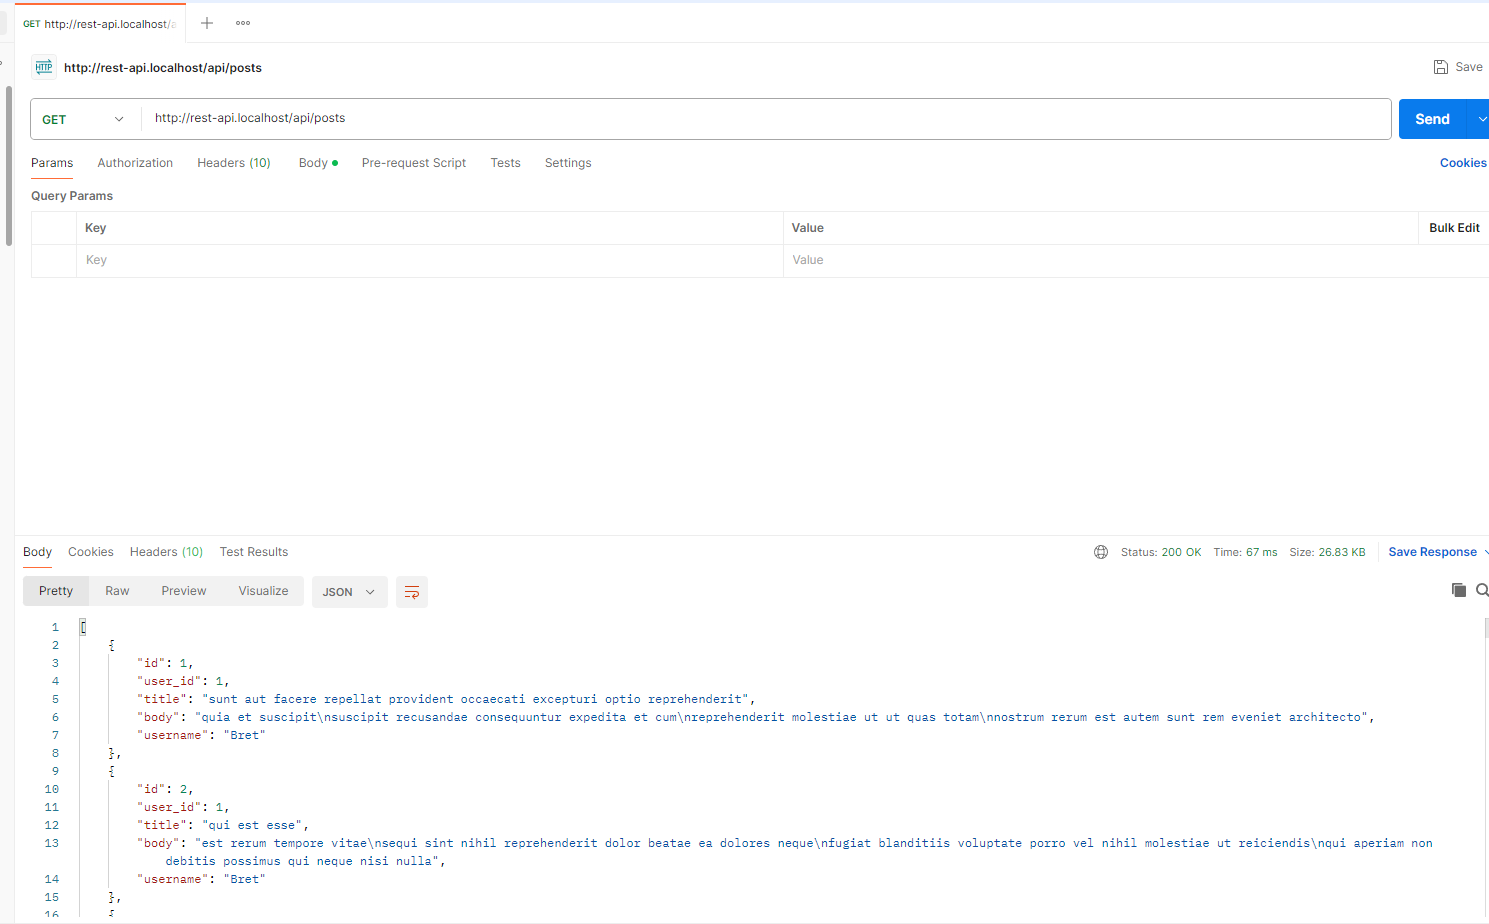 GET http://rest-api.localhost/a
HTTP http://rest-api.localhost/api/posts
Save
GET http://rest-api.localhost/api/posts
Send
Params Authorization Headers (10) Body Pre-request Script Tests Settings Cookies
Query Params
Key Value Bulk Edit
Key Value
Body Cookies Headers (10) Test Results Status: 200 OK Time: 67 ms Size: 26.83 KB Save Response
Pretty Raw Preview Visualize JSON
1 [
2 {
3 "id": 1,
4 "user_id": 1,
5 "title": "sunt aut facere repellat provident occaecati excepturi optio reprehenderit",
6 "body": "quia et suscipit\nsuscipit recusandae consequuntur expedita et cum\nreprehenderit molestiae ut ut quas totam\nnostrum rerum est autem sunt rem eveniet architecto",
7 "username": "Bret"
8 },
9 {
10 "id": 2,
11 "user_id": 1,
12 "title": "qui est esse",
13 "body": "est rerum tempore vitae\nsequi sint nihil reprehenderit dolor beatae ea dolores neque\nfugiat blanditiis voluptate porro vel nihil molestiae ut reiciendis\nqui aperiam non
debitis possimus qui neque nisi nulla",
14 "username": "Bret"
15 },
16 {